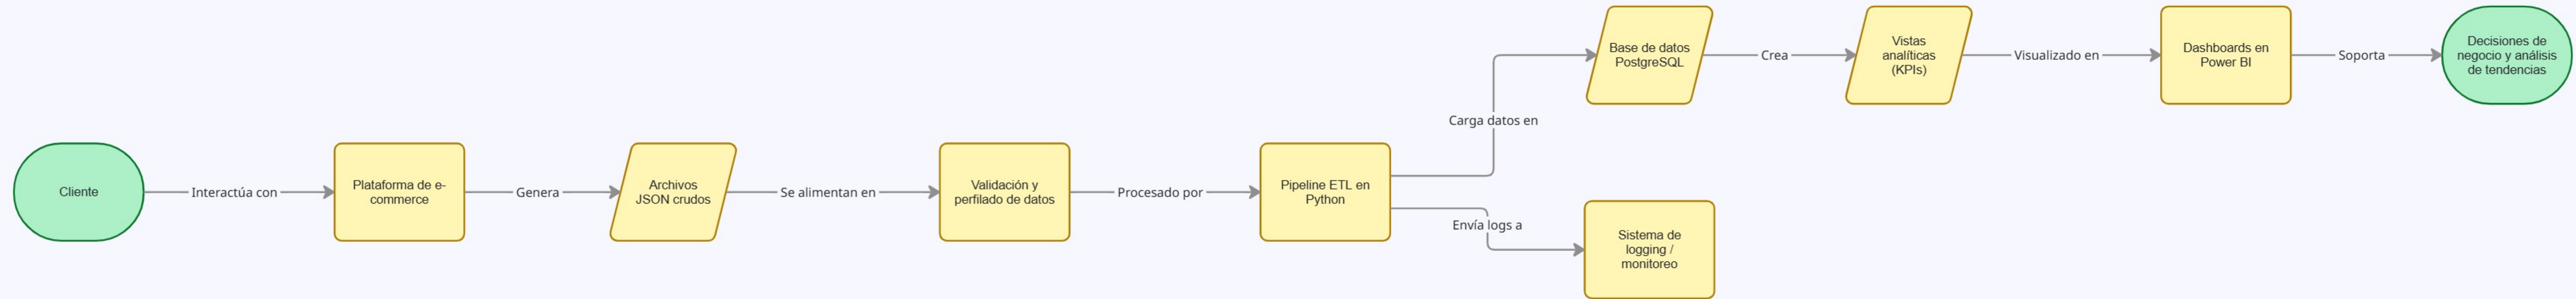 Cliente
Interactúa con
Plataforma de e-
commerce
Genera
Archivos
JSON crudos
Se alimentan en
Validación y
perfilado de datos
Procesado por
Pipeline ETL en
Python
Carga datos en
Base de datos
PostgreSQL
Crea
Vistas
analíticas
(KPIs)
Visualizado en
Dashboards en
Power BI
Soporta
Decisiones de
negocio y análisis
de tendencias
Envía logs a
Sistema de
logging /
monitoreo